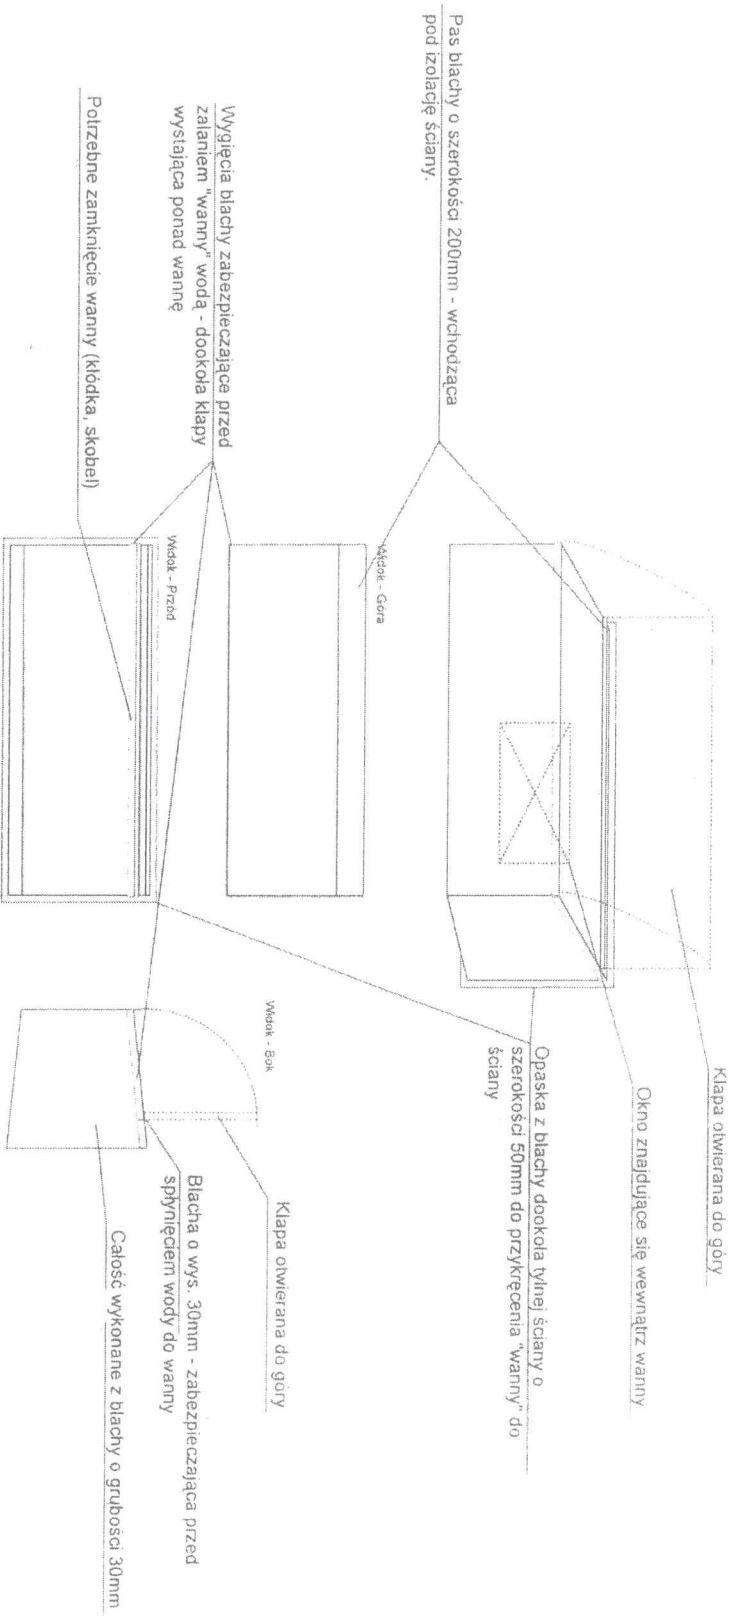 Klapa otwierana do góry
Okno znajdujące się wewnątrz wanny
Opaska z blachy dookoła tylnej ściany o
szerokości 50mm do przykręcenia "wanny" do
ściany
Pas blachy o szerokości 200mm - wchodząca
pod izolację ściany.
Widok - Góra
Wygięcia blachy zabezpieczające przed
zalaniem "wanny" wodą - dookoła klapy
wystająca ponad wannę
Widok - Przód
Potrzebne zamknięcie wanny (kłódka, skobel)
Widok - Bok
Klapa otwierana do góry
Blacha o wys. 30mm - zabezpieczająca przed
spłynięciem wody do wanny
Całość wykonane z blachy o grubości 30mm